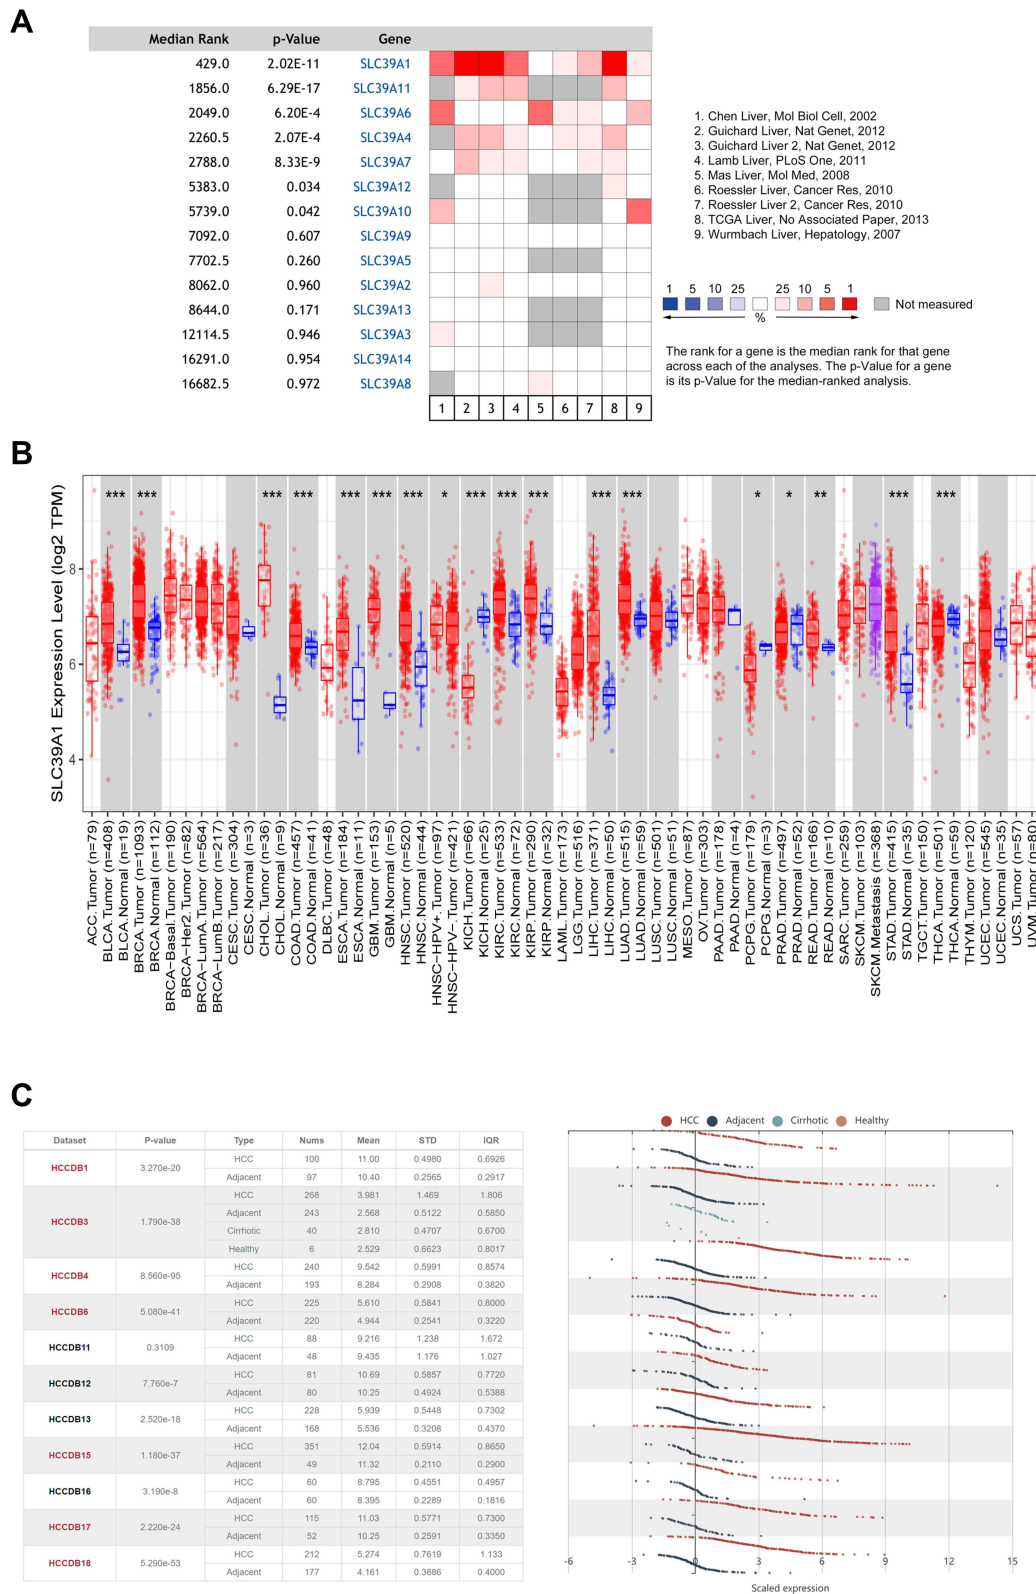 A
Median Rank p-Value Gene
429.0 2.02E-11 SLC39A1
1856.0 6.29E-17 SLC39A11
2049.0 6.20E-4 SLC39A6
2260.5 2.07E-4 SLC39A4
2788.0 8.33E-9 SLC39A7
5383.0 0.034 SLC39A12
5739.0 0.042 SLC39A10
7092.0 0.607 SLC39A9
7702.5 0.260 SLC39A5
8062.0 0.960 SLC39A2
8644.0 0.171 SLC39A13
12114.5 0.946 SLC39A3
16291.0 0.954 SLC39A14
16682.5 0.972 SLC39A8
1 2 3 4 5 6 7 8 9
1. Chen Liver, Mol Biol Cell, 2002
2. Guichard Liver, Nat Genet, 2012
3. Guichard Liver 2, Nat Genet, 2012
4. Lamb Liver, PLoS One, 2011
5. Mas Liver, Mol Med, 2008
6. Roessler Liver, Cancer Res, 2010
7. Roessler Liver 2, Cancer Res, 2010
8. TCGA Liver, No Associated Paper, 2013
9. Wurmbach Liver, Hepatology, 2007
1 5 10 25 25 10 5 1
Not measured
%
The rank for a gene is the median rank for that gene
across each of the analyses. The p-Value for a gene
is its p-Value for the median-ranked analysis.
B
SLC39A1 Expression Level (log2 TPM)
8
6
4
*** *** *** *** *** *** *** * *** *** *** *** *** * * ** *** ***
ACC.Tumor (n=79)
BLCA.Tumor (n=408)
BLCA.Normal (n=19)
BRCA.Tumor (n=1093)
BRCA.Normal (n=112)
BRCA-Basal.Tumor (n=190)
BRCA-Her2.Tumor (n=82)
BRCA-LumA.Tumor (n=564)
BRCA-LumB.Tumor (n=217)
CESC.Tumor (n=304)
CESC.Normal (n=3)
CHOL.Tumor (n=36)
CHOL.Normal (n=9)
COAD.Tumor (n=457)
COAD.Normal (n=41)
DLBC.Tumor (n=48)
ESCA.Tumor (n=184)
ESCA.Normal (n=11)
GBM.Tumor (n=153)
GBM.Normal (n=5)
HNSC.Tumor (n=520)
HNSC.Normal (n=44)
HNSC-HPV+.Tumor (n=97)
HNSC-HPV-.Tumor (n=421)
KICH.Tumor (n=66)
KICH.Normal (n=25)
KIRC.Tumor (n=533)
KIRC.Normal (n=72)
KIRP.Tumor (n=290)
KIRP.Normal (n=32)
LAML.Tumor (n=173)
LGG.Tumor (n=516)
LIHC.Tumor (n=371)
LIHC.Normal (n=50)
LUAD.Tumor (n=515)
LUAD.Normal (n=59)
LUSC.Tumor (n=501)
LUSC.Normal (n=51)
MESO.Tumor (n=87)
OV.Tumor (n=303)
PAAD.Tumor (n=178)
PAAD.Normal (n=4)
PCPG.Tumor (n=179)
PCPG.Normal (n=3)
PRAD.Tumor (n=497)
PRAD.Normal (n=52)
READ.Tumor (n=166)
READ.Normal (n=10)
SARC.Tumor (n=259)
SKCM.Tumor (n=103)
SKCM.Metastasis (n=368)
STAD.Tumor (n=415)
STAD.Normal (n=35)
TGCT.Tumor (n=150)
THCA.Tumor (n=501)
THCA.Normal (n=59)
THYM.Tumor (n=120)
UCEC.Tumor (n=545)
UCEC.Normal (n=35)
UCS.Tumor (n=57)
UVM.Tumor (n=80)
C
Dataset P-value Type Nums Mean STD IQR
HCCDB1 3.270e-20 HCC 100 11.00 0.4980 0.6926
Adjacent 97 10.40 0.2565 0.2917
HCCDB3 1.790e-38 HCC 268 3.981 1.469 1.806
Adjacent 243 2.568 0.5122 0.5850
Cirrhotic 40 2.810 0.4707 0.6700
Healthy 6 2.529 0.6623 0.8017
HCCDB4 8.560e-95 HCC 240 9.542 0.5991 0.8574
Adjacent 193 8.284 0.2908 0.3820
HCCDB6 5.080e-41 HCC 225 5.610 0.5841 0.8000
Adjacent 220 4.944 0.2541 0.3220
HCCDB11 0.3109 HCC 88 9.216 1.238 1.672
Adjacent 48 9.435 1.176 1.027
HCCDB12 7.760e-7 HCC 81 10.69 0.5857 0.7720
Adjacent 80 10.25 0.4924 0.5388
HCCDB13 2.520e-18 HCC 228 5.939 0.5448 0.7302
Adjacent 168 5.536 0.3208 0.4370
HCCDB15 1.180e-37 HCC 351 12.04 0.5914 0.8650
Adjacent 49 11.32 0.2110 0.2900
HCCDB16 3.190e-8 HCC 60 8.795 0.4551 0.4957
Adjacent 60 8.395 0.2289 0.1816
HCCDB17 2.220e-24 HCC 115 11.03 0.5771 0.7300
Adjacent 52 10.25 0.2591 0.3350
HCCDB18 5.290e-53 HCC 212 5.274 0.7619 1.133
Adjacent 177 4.161 0.3886 0.4000
HCC Adjacent Cirrhotic Healthy
-6 -3 0 3 6 9 12 15
Scaled expression